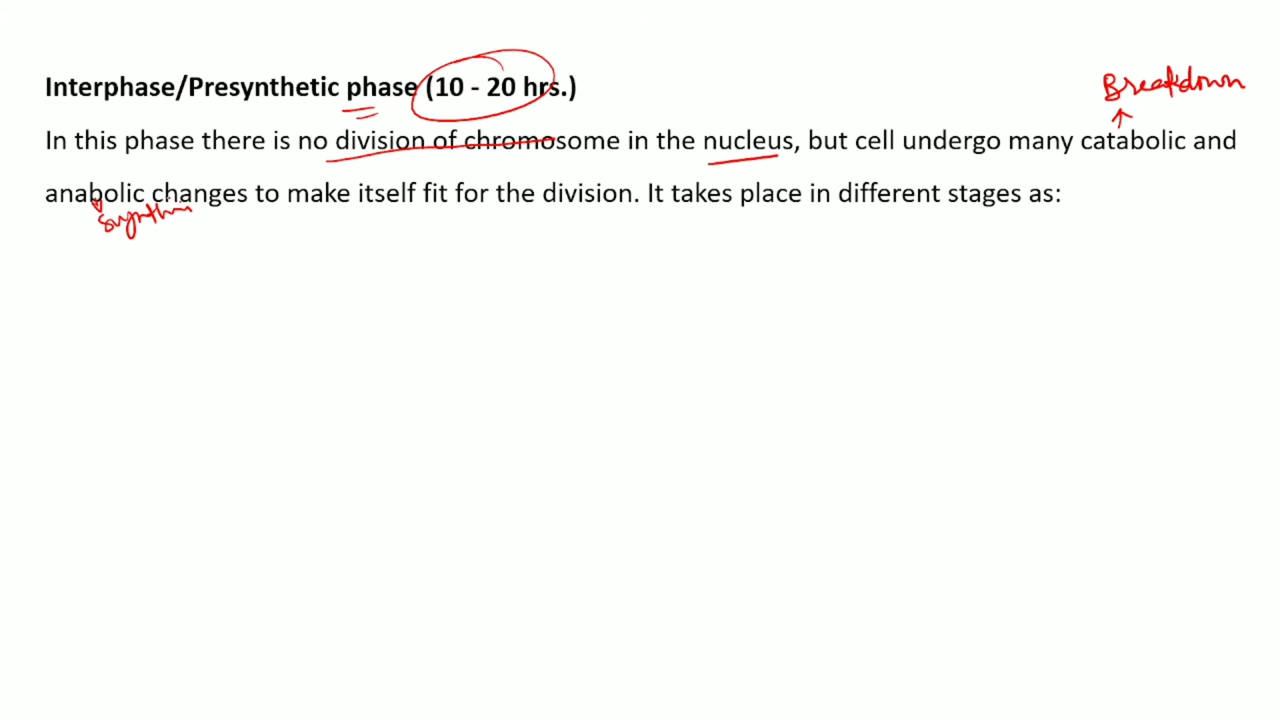 Breakdown
Interphase/Presynthetic phase (10 - 20 hrs.)
In this phase there is no division of chromosome in the nucleus, but cell undergo many catabolic and
anabolic changes to make itself fit for the division. It takes place in different stages as: